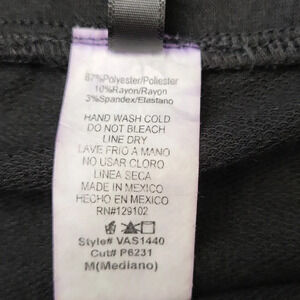 87%Polyester/Poliester
10%Rayon/Rayon
3%Spandex/Elastano
HAND WASH COLD
DO NOT BLEACH
LINE DRY
LAVE FRIO A MANO
NO USAR CLORO
LINEA SECA
MADE IN MEXICO
HECHO EN MEXICO
RN#129102
Style# VAS1440
Cut# P6231
M(Mediano)